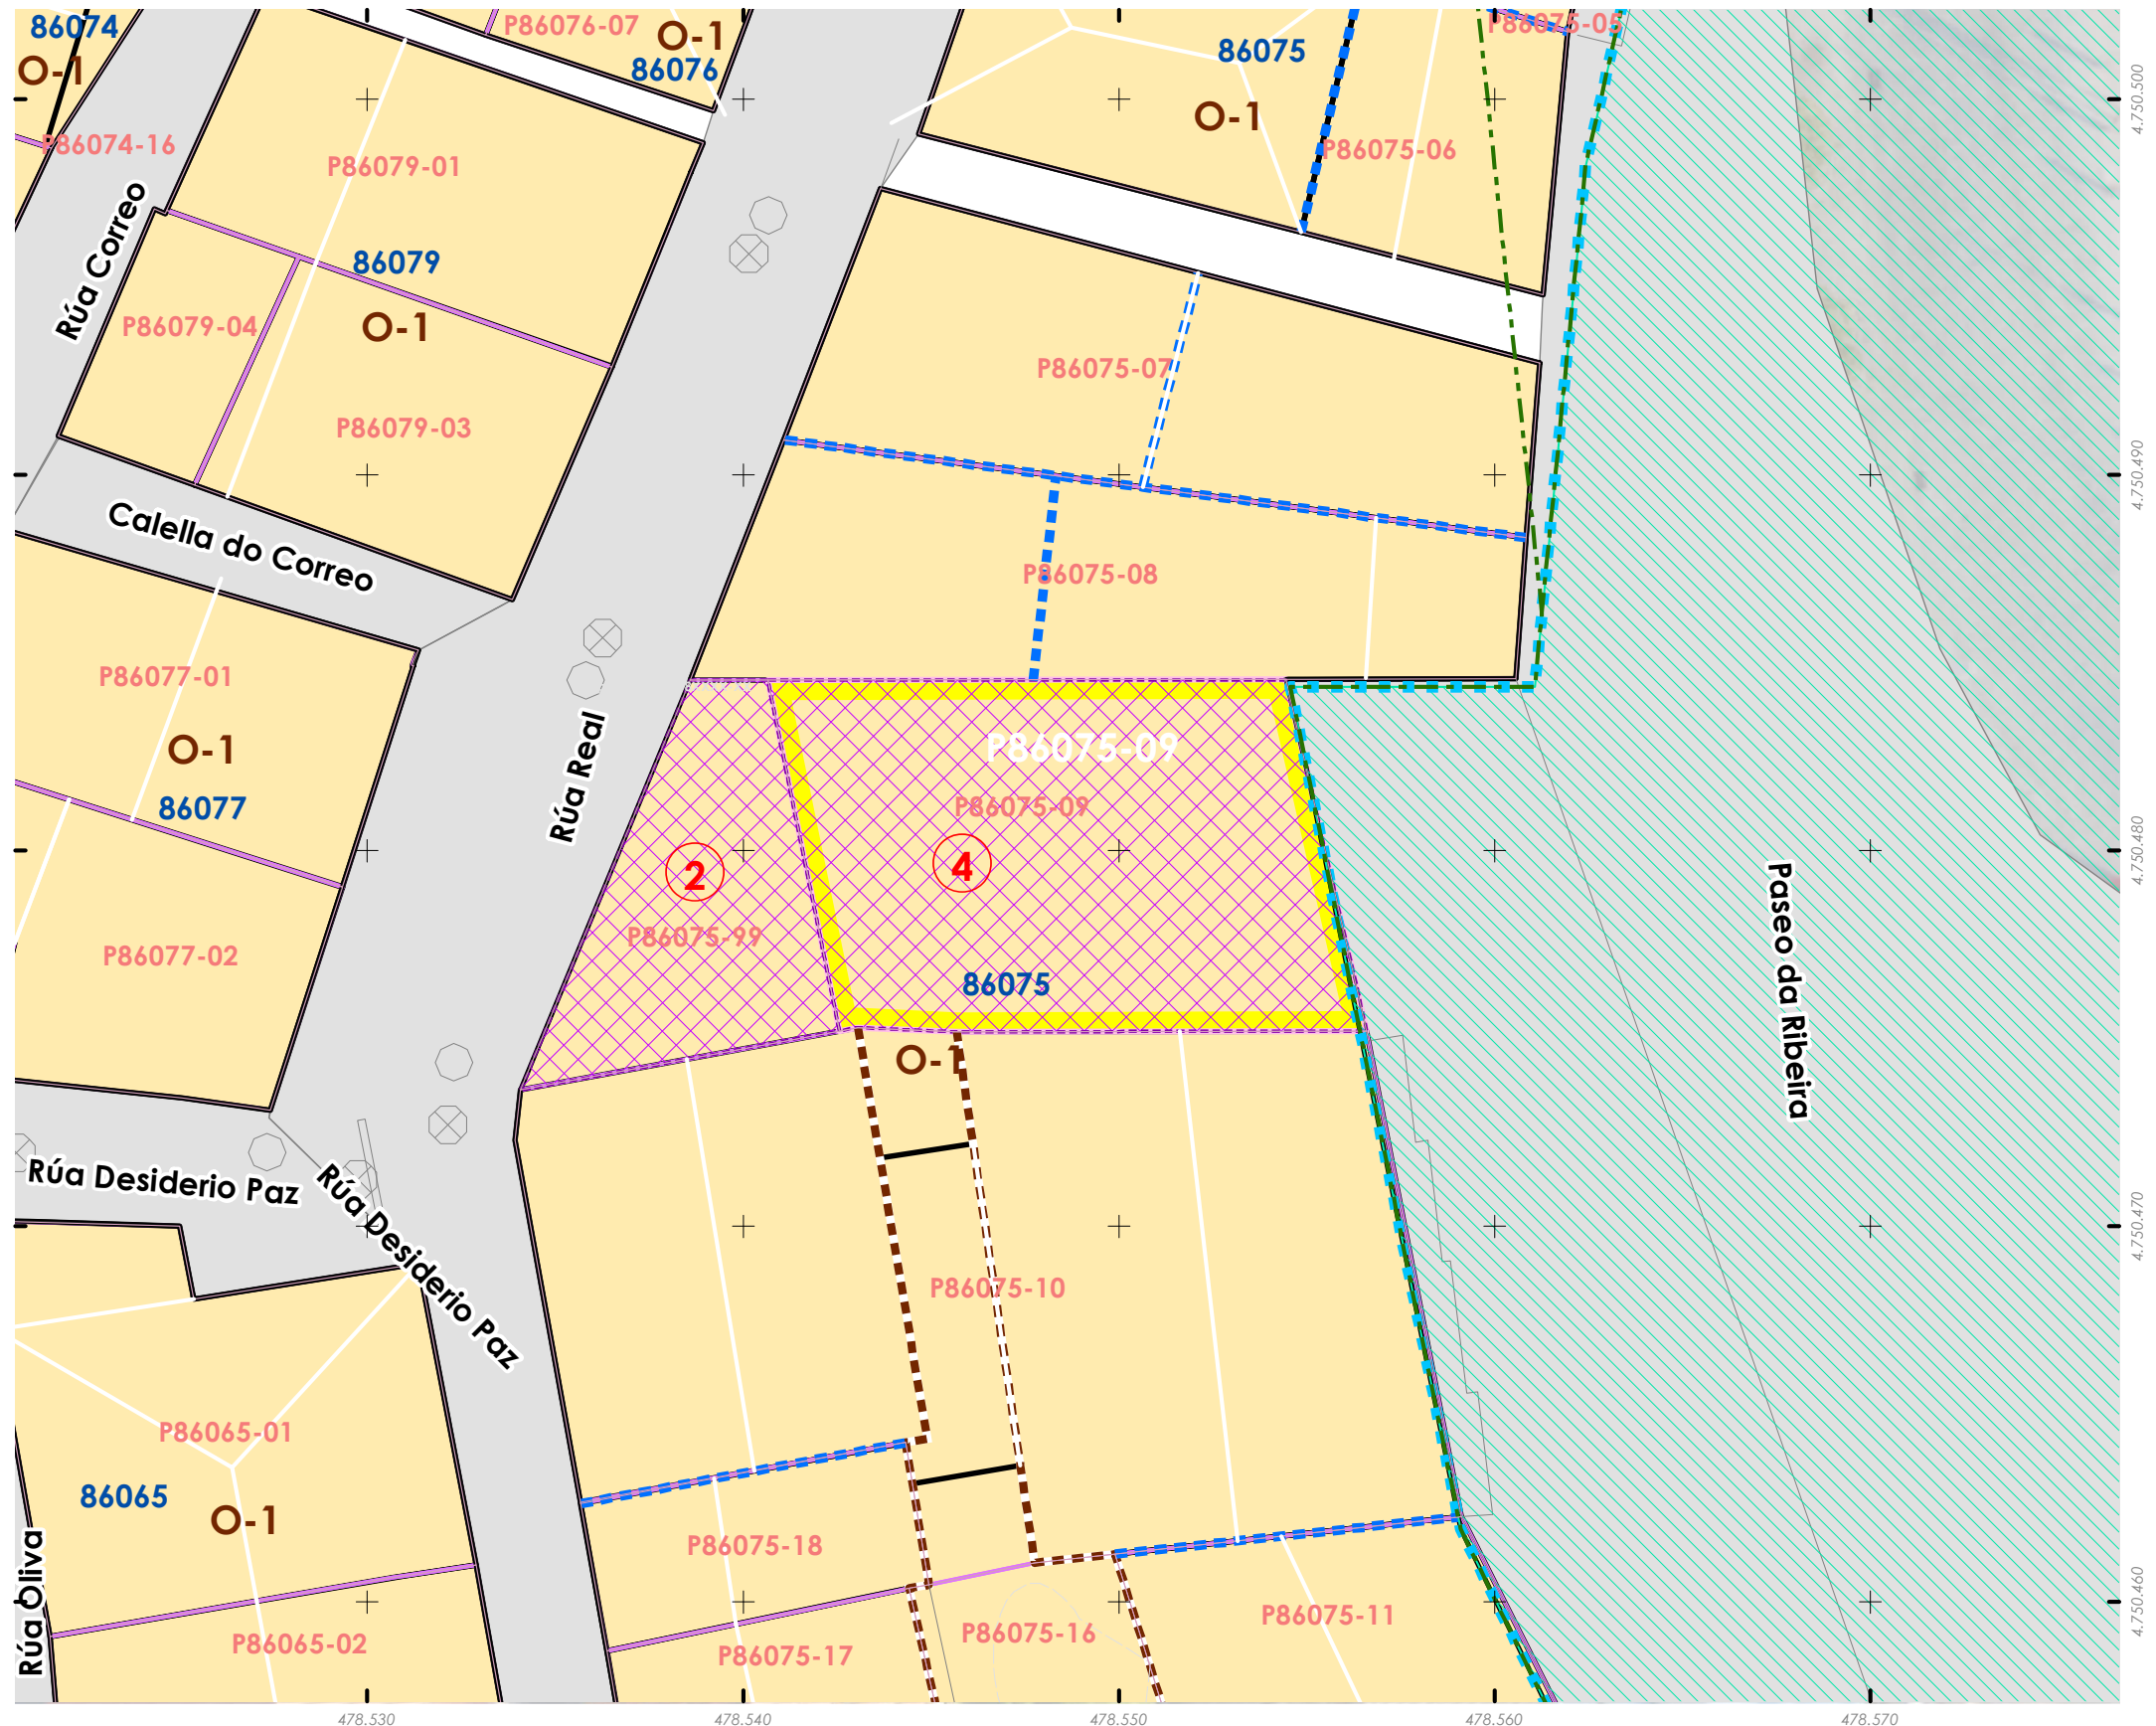 86074
O-1
P86074-16
P86076-07
O-1
86076
86075
O-1
P86075-05
P86075-06
4.750.500
P86079-01
Rúa Correo
86079
O-1
P86079-04
P86079-03
P86075-07
4.750.490
Calella do Correo
P86075-08
P86077-01
O-1
86077
Rúa Real
P86075-09
P86075-09
4.750.480
2
4
P86075-99
86075
P86077-02
Paseo da Ribeira
O-1
Rúa Desiderio Paz
Rúa Desiderio Paz
4.750.470
P86075-10
P86065-01
86065
O-1
P86075-18
Rúa Oliva
P86065-02
P86075-17
P86075-16
P86075-11
4.750.460
478.530
478.540
478.550
478.560
478.570